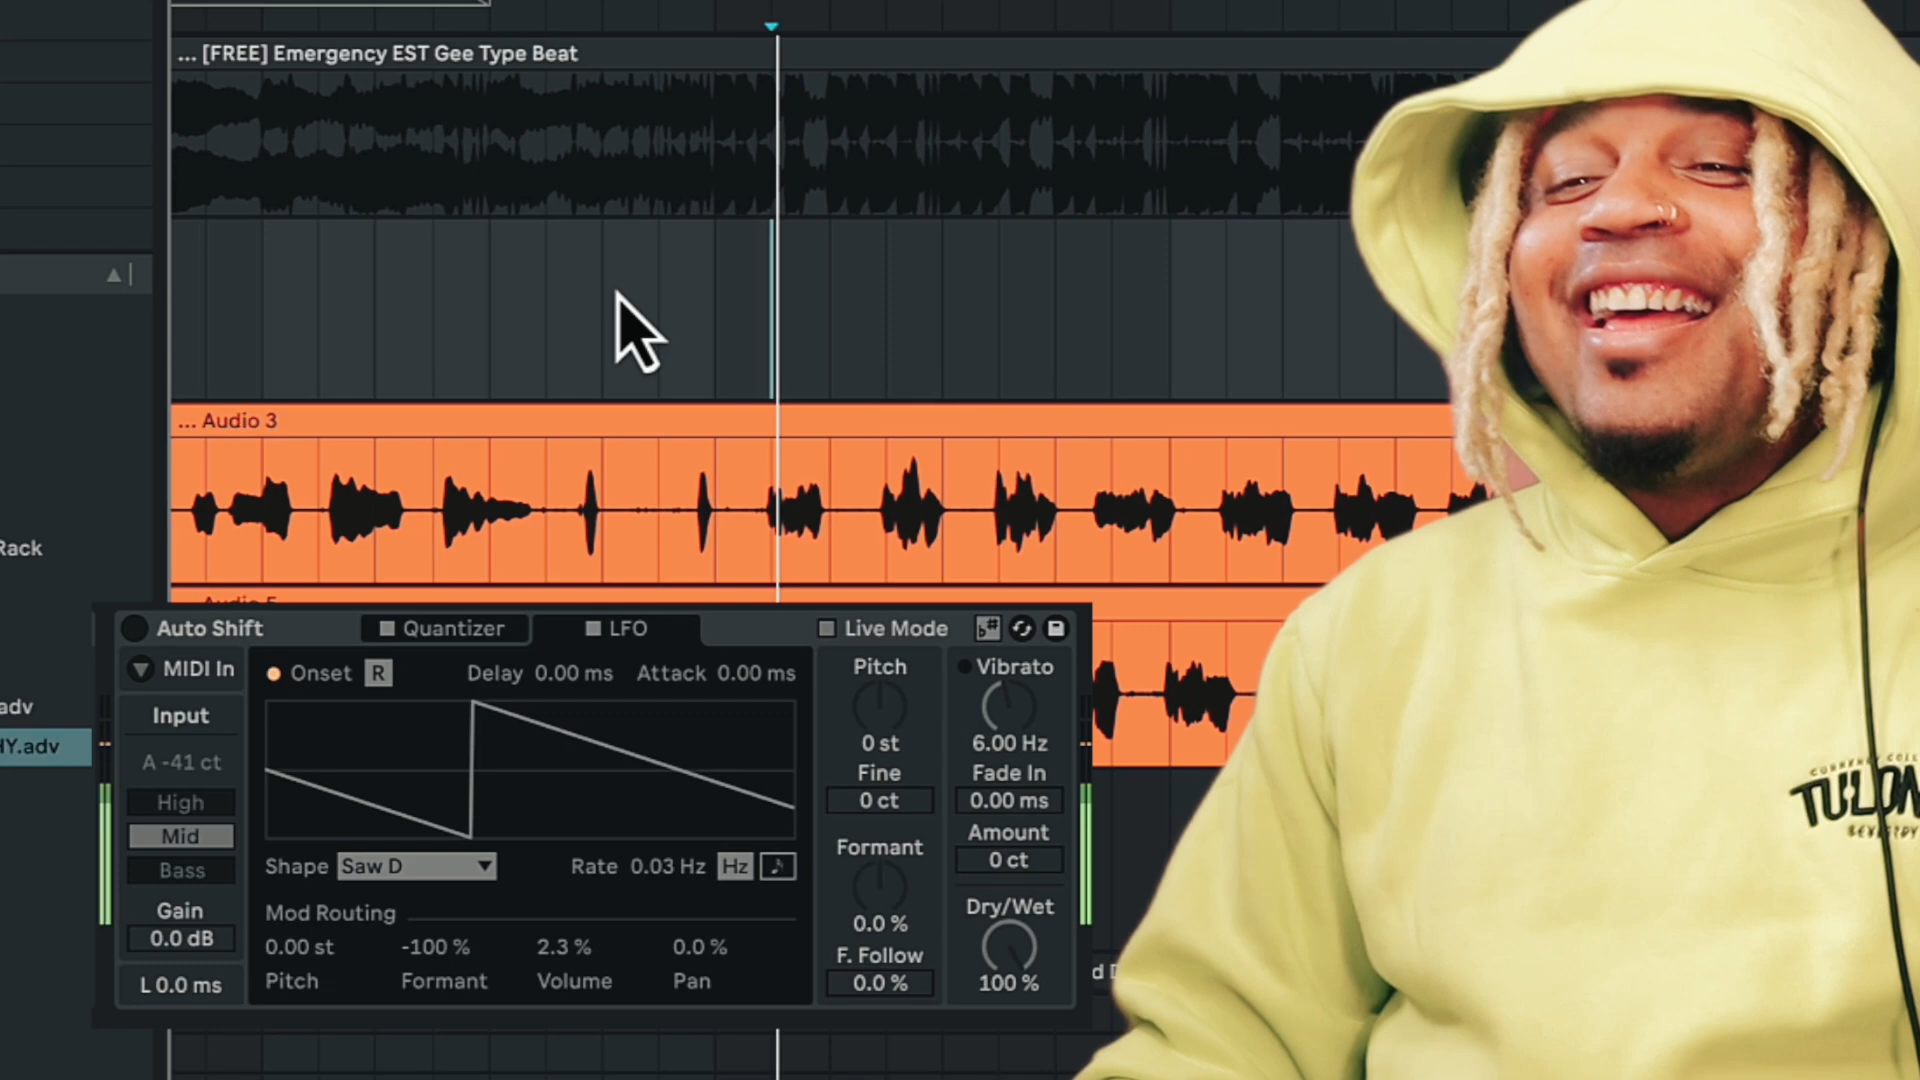 ... [FREE] Emergency EST Gee Type Beat
... Audio 3
Audio 5
Rack
adv
HY.adv
Auto Shift
Quantizer
LFO
Live Mode
MIDI In
Onset R
Delay 0.00 ms
Attack 0.00 ms
Input
A -41 ct
High
Mid
Bass
Gain
0.0 dB
L 0.0 ms
Shape Saw D
Rate 0.03 Hz Hz
Mod Routing
0.00 st -100 % 2.3 % 0.0 %
Pitch Formant Volume Pan
Pitch
0 st
Fine
0 ct
Formant
0.0 %
F. Follow
0.0 %
Vibrato
6.00 Hz
Fade In
0.00 ms
Amount
0 ct
Dry/Wet
100 %
d
TULON